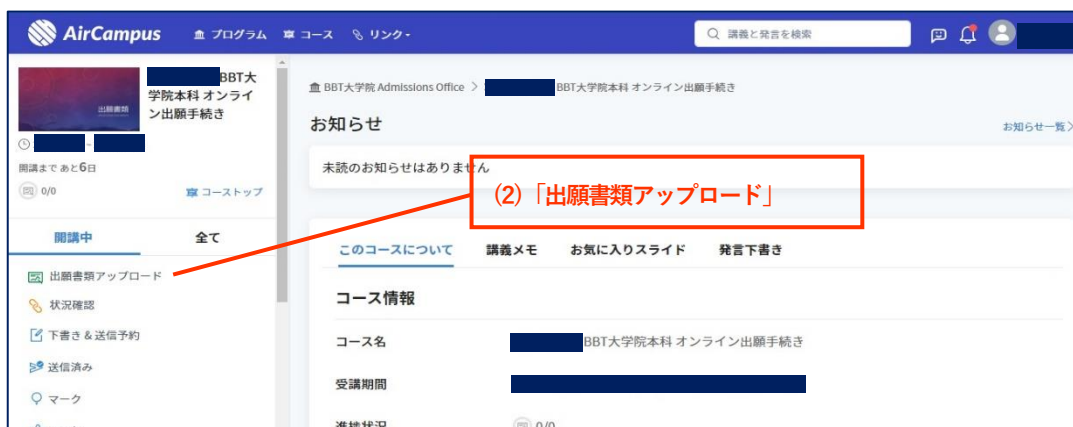 AirCampus
プログラム
コース
リンク
講義と発言を検索
BBT大
学院本科 オンライ
ン出願手続き
出願書類
-
開講まで あと6日
0/0
コーストップ
開講中
全て
出願書類アップロード
状況確認
下書き & 送信予約
送信済み
マーク
BBT大学院 Admissions Office > BBT大学院本科 オンライン出願手続き
お知らせ
お知らせ一覧>
未読のお知らせはありません
(2)「出願書類アップロード」
このコースについて
講義メモ
お気に入りスライド
発言下書き
コース情報
コース名
BBT大学院本科 オンライン出願手続き
受講期間
進捗状況
0/0